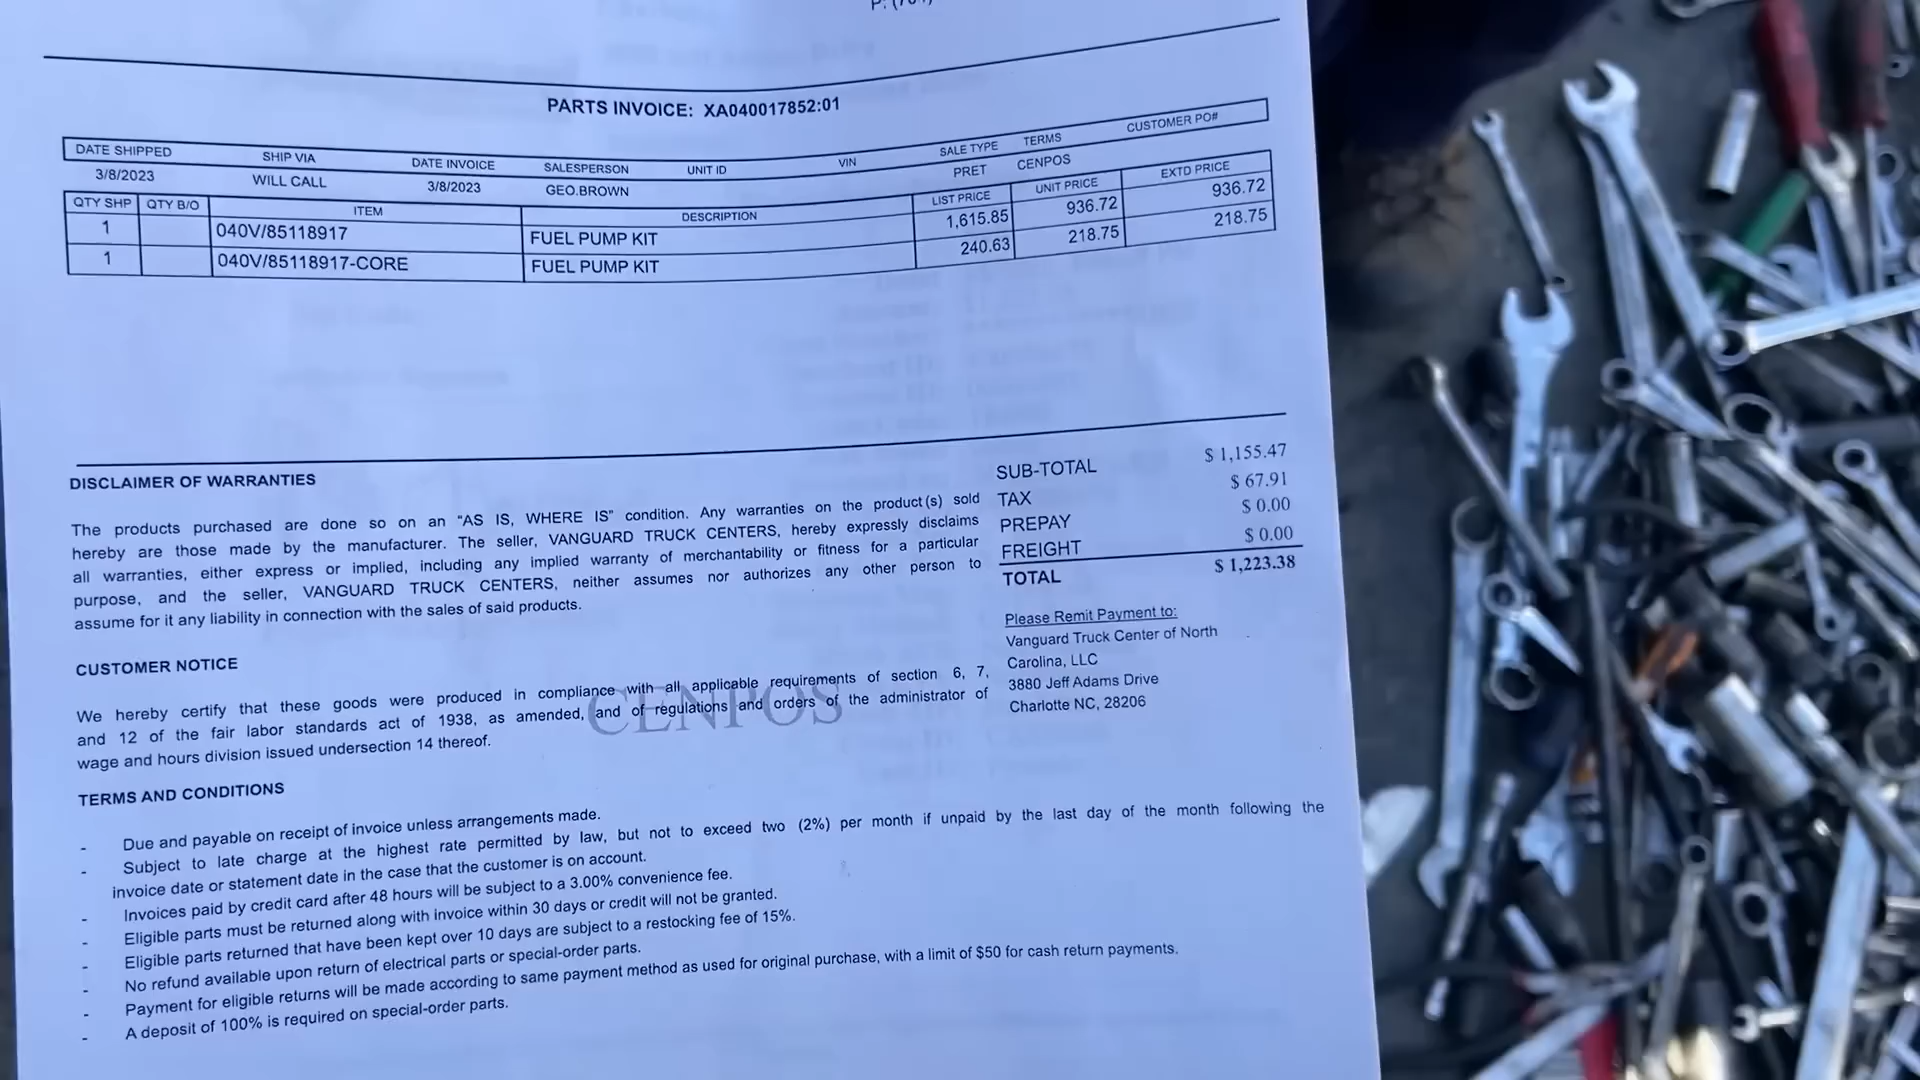 PARTS INVOICE: XA040017852:01
DATE SHIPPED SHIP VIA DATE INVOICE SALESPERSON UNIT ID VIN SALE TYPE TERMS CUSTOMER PO#
3/8/2023 WILL CALL 3/8/2023 GEO.BROWN PRET CENPOS
QTY SHP QTY B/O ITEM DESCRIPTION LIST PRICE UNIT PRICE EXTD PRICE
1 040V/85118917 FUEL PUMP KIT 1,615.85 936.72 936.72
1 040V/85118917-CORE FUEL PUMP KIT 240.63 218.75 218.75
SUB-TOTAL $ 1,155.47
TAX $ 67.91
PREPAY $ 0.00
FREIGHT $ 0.00
TOTAL $ 1,223.38
Please Remit Payment to:
Vanguard Truck Center of North
Carolina, LLC
3880 Jeff Adams Drive
Charlotte NC, 28206
DISCLAIMER OF WARRANTIES
The products purchased are done so on an "AS IS, WHERE IS" condition. Any warranties on the product(s) sold
hereby are those made by the manufacturer. The seller, VANGUARD TRUCK CENTERS, hereby expressly disclaims
all warranties, either express or implied, including any implied warranty of merchantability or fitness for a particular
purpose, and the seller, VANGUARD TRUCK CENTERS, neither assumes nor authorizes any other person to
assume for it any liability in connection with the sales of said products.
CUSTOMER NOTICE
We hereby certify that these goods were produced in compliance with all applicable requirements of section 6, 7,
and 12 of the fair labor standards act of 1938, as amended, and of regulations and orders of the administrator of
wage and hours division issued undersection 14 thereof.
CENPOS
TERMS AND CONDITIONS
- Due and payable on receipt of invoice unless arrangements made.
- Subject to late charge at the highest rate permitted by law, but not to exceed two (2%) per month if unpaid by the last day of the month following the
invoice date or statement date in the case that the customer is on account.
- Invoices paid by credit card after 48 hours will be subject to a 3.00% convenience fee.
- Eligible parts must be returned along with invoice within 30 days or credit will not be granted.
- Eligible parts returned that have been kept over 10 days are subject to a restocking fee of 15%.
- No refund available upon return of electrical parts or special-order parts.
- Payment for eligible returns will be made according to same payment method as used for original purchase, with a limit of $50 for cash return payments.
- A deposit of 100% is required on special-order parts.